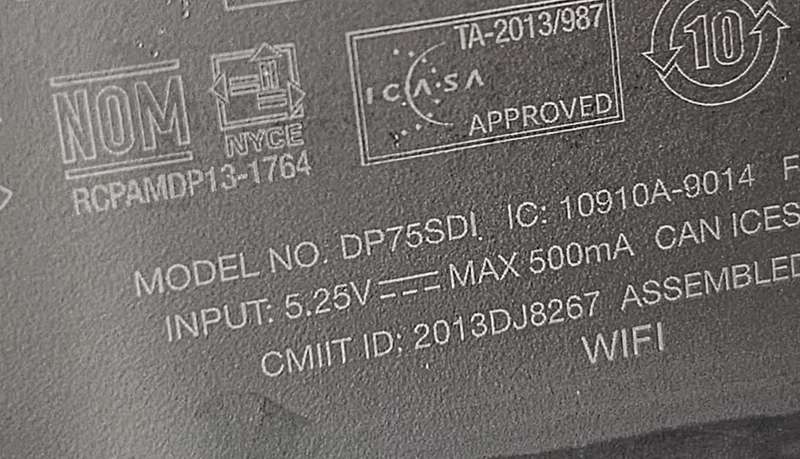 TA-2013/987
10
ICASA
NOM
APPROVED
NYCE
RCPAMDP13-1764
MODEL NO. DP75SDI IC: 10910A-9014 F
INPUT: 5.25V MAX 500mA CAN ICES
CMIIT ID: 2013DJ8267 ASSEMBLED
WIFI